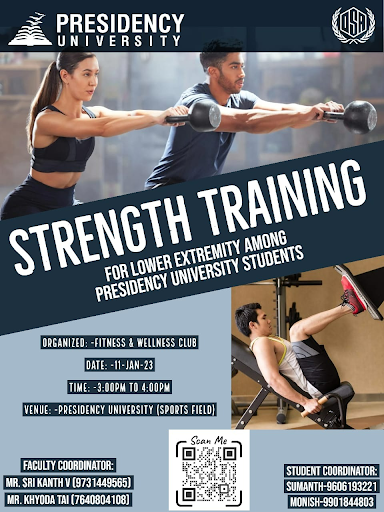 PRESIDENCY
UNIVERSITY
STRENGTH TRAINING
FOR LOWER EXTREMITY AMONG
PRESIDENCY UNIVERSITY STUDENTS
ORGANIZED: -FITNESS & WELLNESS CLUB
DATE: -11-JAN-23
TIME: -3:00PM TO 4:00PM
VENUE: -PRESIDENCY UNIVERSITY (SPORTS FIELD)
Scan Me
FACULTY COORDINATOR:
MR. SRI KANTH V (9731449565)
MR. KHYODA TAI (7640804108)
STUDENT COORDINATOR:
SUMANTH-9606193221
MONISH-9901844803